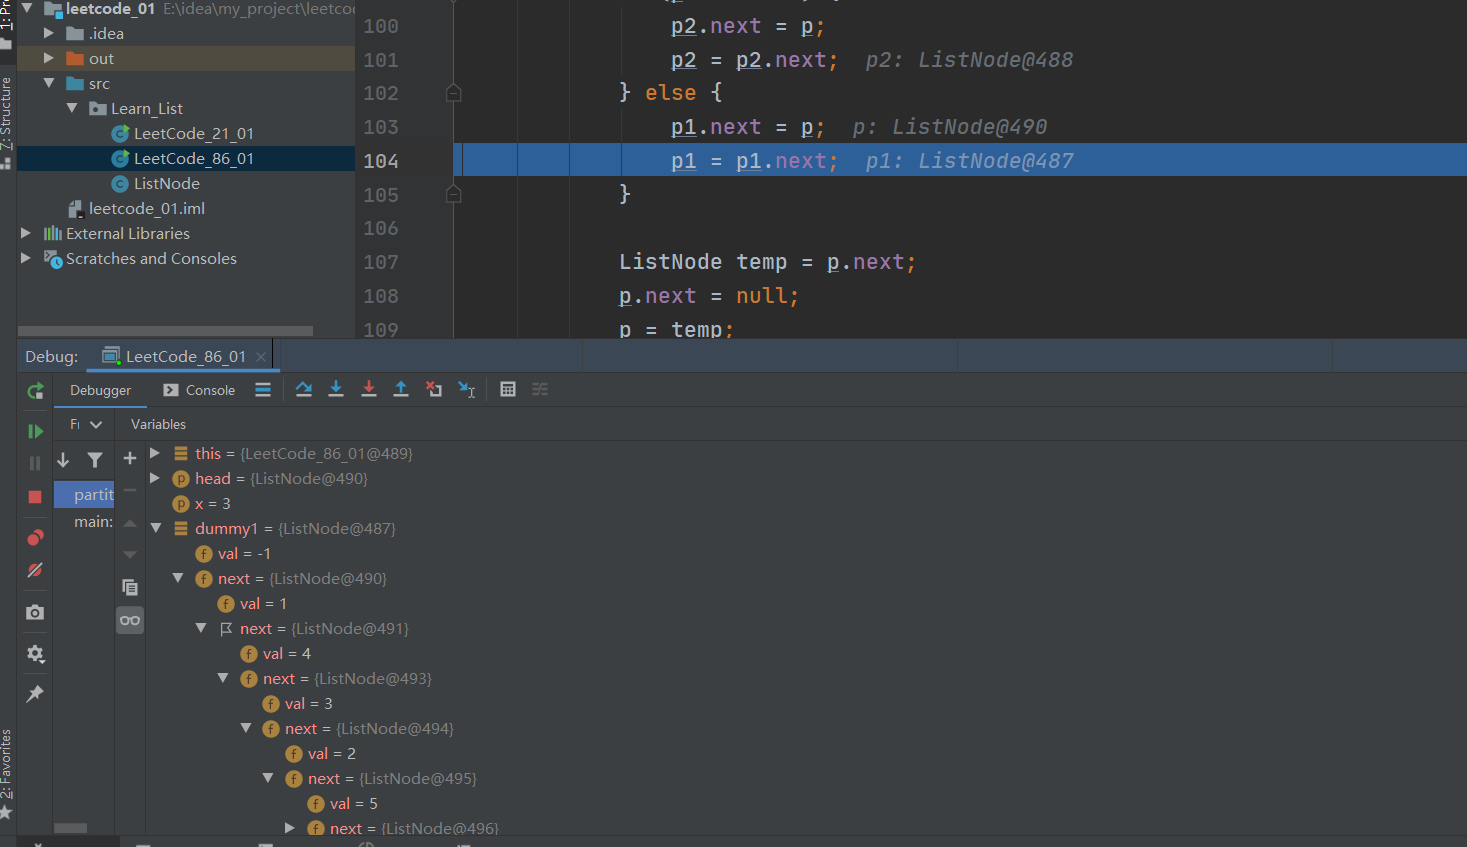 leetcode_01 E:\idea\my_project\leetco
.idea
out
src
Learn_List
LeetCode_21_01
LeetCode_86_01
ListNode
leetcode_01.iml
External Libraries
Scratches and Consoles
7: Structure
2: Favorites
100 p2.next = p;
101 p2 = p2.next; p2: ListNode@488
102 } else {
103 p1.next = p; p: ListNode@490
104 p1 = p1.next; p1: ListNode@487
105 }
106
107 ListNode temp = p.next;
108 p.next = null;
109 p = temp;
Debug: LeetCode_86_01
Debugger Console
Variables
partit
main:
this = {LeetCode_86_01@489}
head = {ListNode@490}
x = 3
dummy1 = {ListNode@487}
val = -1
next = {ListNode@490}
val = 1
next = {ListNode@491}
val = 4
next = {ListNode@493}
val = 3
next = {ListNode@494}
val = 2
next = {ListNode@495}
val = 5
next = {ListNode@496}